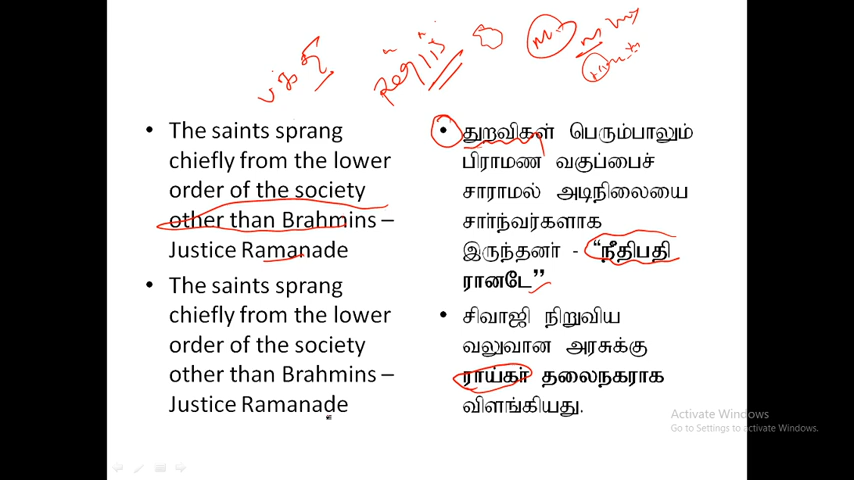 • The saints sprang
chiefly from the lower
order of the society
other than Brahmins –
Justice Ramanade
• The saints sprang
chiefly from the lower
order of the society
other than Brahmins –
Justice Ramanade
• துறவிகள் பெரும்பாலும்
பிராமண வகுப்பைச்
சாராமல் அடிநிலையை
சார்ந்வர்களாக
இருந்தனர் - “நீதிபதி
ரானடே”
• சிவாஜி நிறுவிய
வலுவான அரசுக்கு
ராய்கர் தலைநகராக
விளங்கியது.
Activate Windows
Go to Settings to activate Windows.